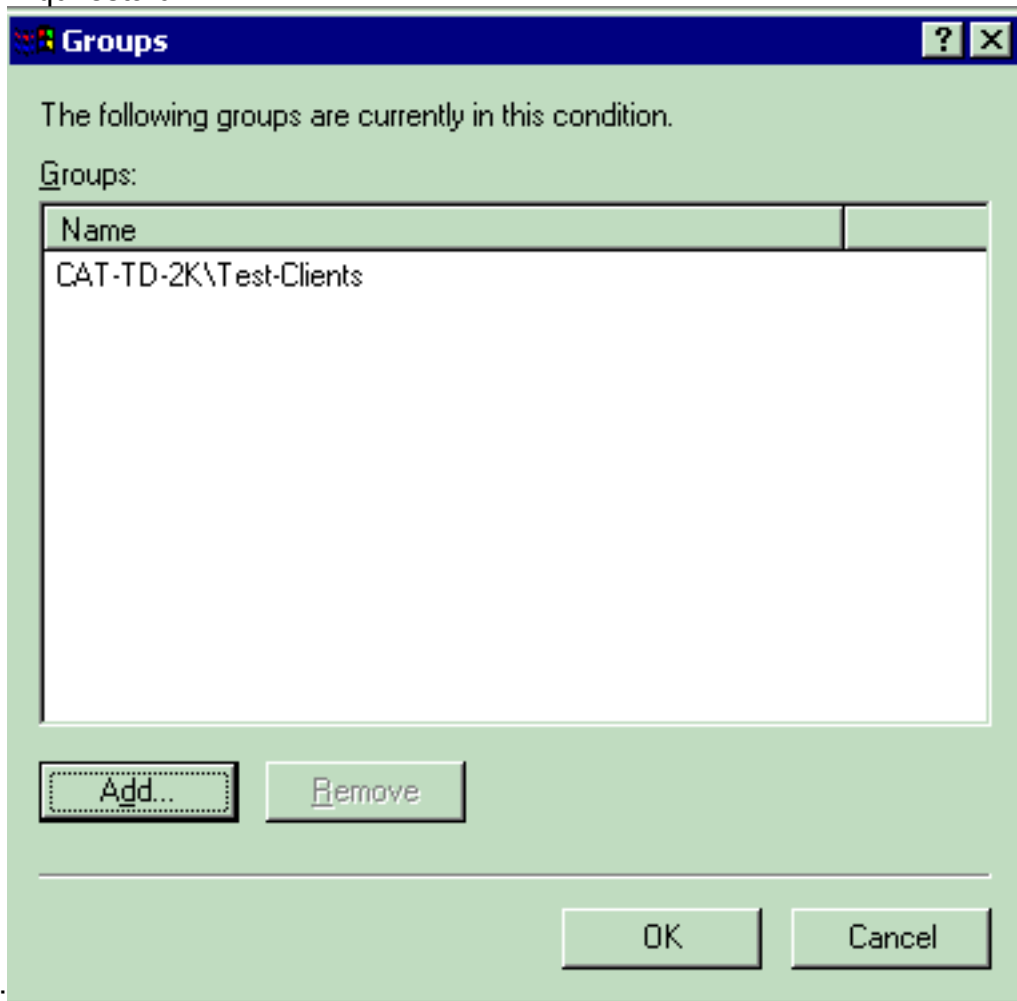 Groups
The following groups are currently in this condition.
Groups:
Name
CAT-TD-2K\Test-Clients
Add...
Remove
OK
Cancel
.